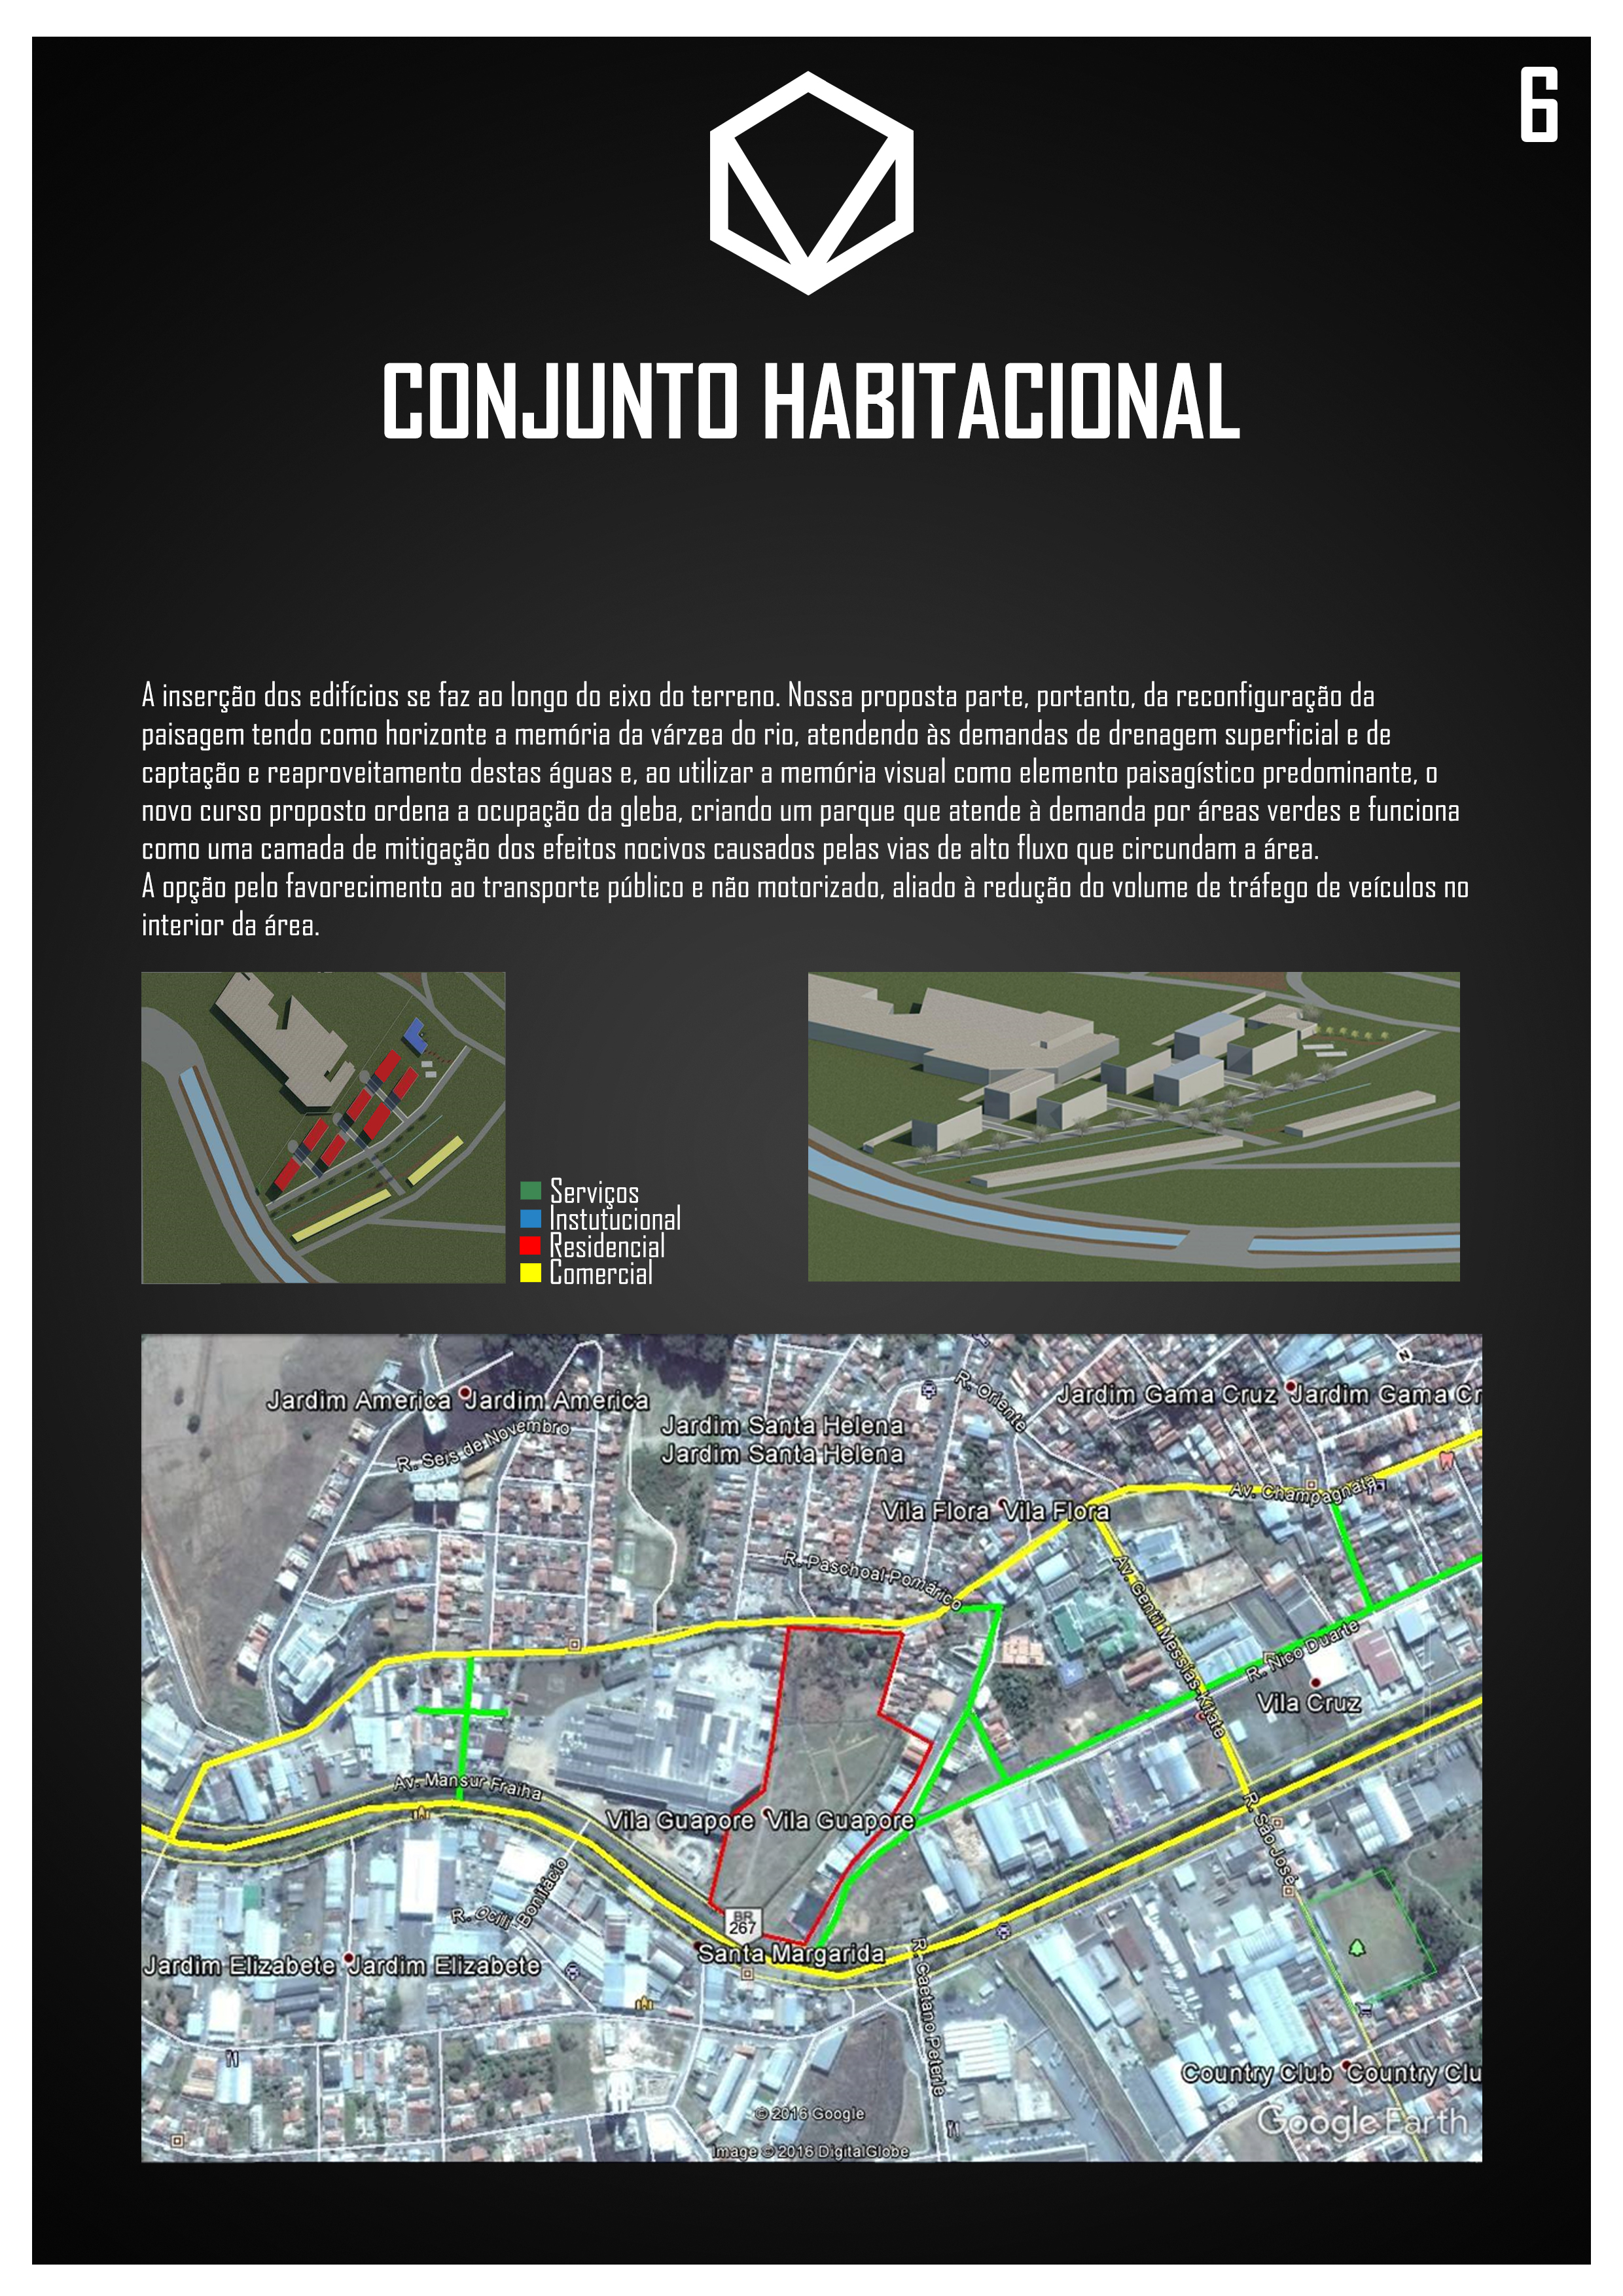 6
CONJUNTO HABITACIONAL
A inserção dos edifícios se faz ao longo do eixo do terreno. Nossa proposta parte, portanto, da reconfiguração da
paisagem tendo como horizonte a memória da várzea do rio, atendendo às demandas de drenagem superficial e de
captação e reaproveitamento destas águas e, ao utilizar a memória visual como elemento paisagístico predominante, o
novo curso proposto ordena a ocupação da gleba, criando um parque que atende à demanda por áreas verdes e funciona
como uma camada de mitigação dos efeitos nocivos causados pelas vias de alto fluxo que circundam a área.
A opção pelo favorecimento ao transporte público e não motorizado, aliado à redução do volume de tráfego de veículos no
interior da área.
Serviços
Instutucional
Residencial
Comercial
N
Jardim America Jardim America
R. Oriente
Jardim Gama Cruz Jardim Gama Cr
R. Seis de Novembro
Jardim Santa Helena
Jardim Santa Helena
Av. Champagnata
Vila Flora Vila Flora
R. Paschoal Pomárico
Av. Gentil Messias Kirate
R. Nico Duarte
Vila Cruz
Av. Mansur Fraiha
Vila Guapore Vila Guapore
R. São José
R. Ocili Bonifácio
BR
267
Santa Margarida
Jardim Elizabete Jardim Elizabete
R. Caetano Peterle
Country Club Country Clu
© 2016 Google
Google Earth
Image © 2016 DigitalGlobe